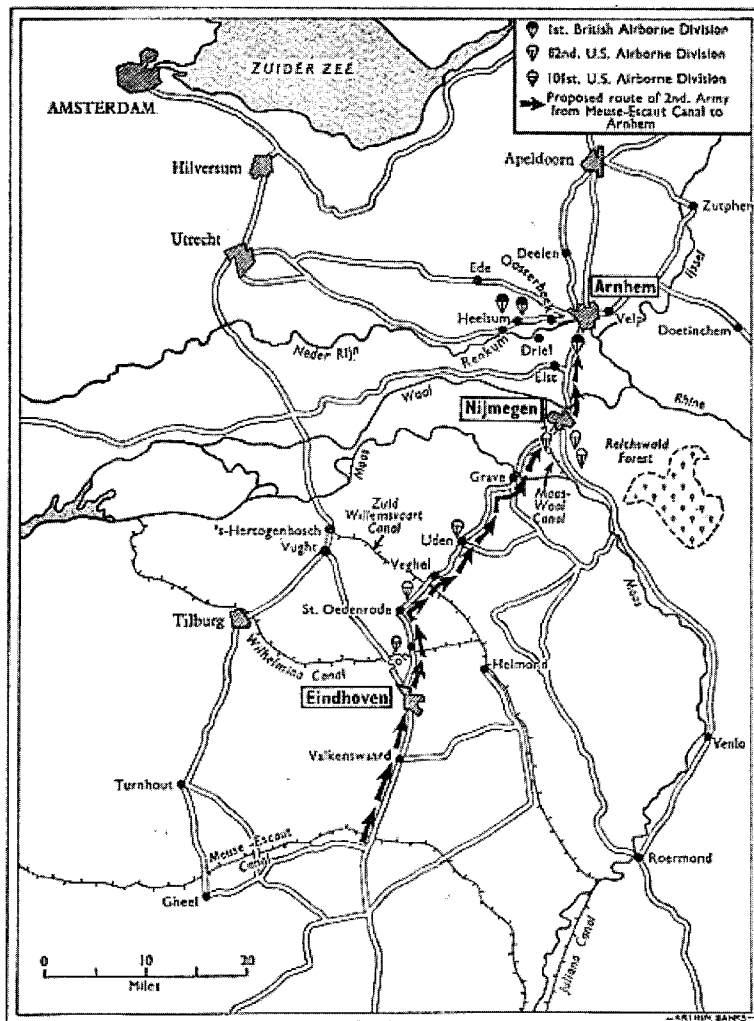 1st. British Airborne Division
82nd. U.S. Airborne Division
101st. U.S. Airborne Division
Proposed route of 2nd. Army
from Meuse-Escaut Canal to
Arnhem
ZUIDER ZEE
AMSTERDAM
Hilversum
Apeldoorn
Zutphen
Utrecht
Deelen
Ede
Oosterbeek
Arnhem
Heelsum
Velp
Doetinchem
Neder Rijn
Renkum
Driel
Elst
Waal
Nijmegen
Rhine
Maas
Reichswald
Forest
Grave
Zuid
Willemsvaart
Canal
Maas-
Waal
Canal
's-Hertogenbosch
Vught
Uden
Veghel
Maas
St. Oedenrode
Tilburg
Wilhelmina Canal
Son
Helmond
Eindhoven
Valkenswaard
Venlo
Turnhout
Meuse-Escaut
Canal
Roermond
Gheel
0 10 20
Miles
Juliana Canal
ARTHUR BANKS